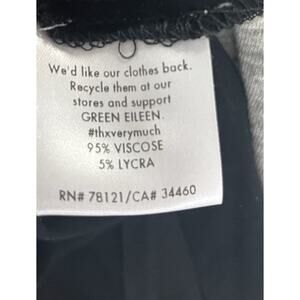 We'd like our clothes back.
Recycle them at our
stores and support
GREEN EILEEN.
#thxverymuch
95% VISCOSE
5% LYCRA
RN# 78121/CA# 34460